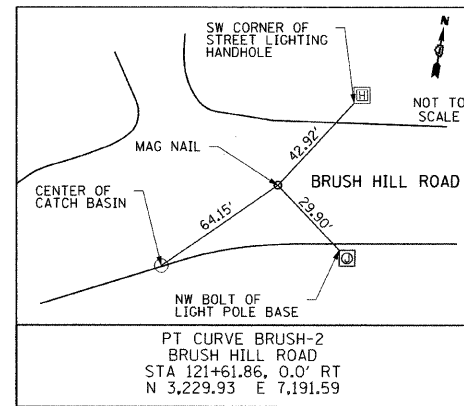 SW CORNER OF
STREET LIGHTING
HANDHOLE
N
H
NOT TO
SCALE
42.92'
MAG NAIL
BRUSH HILL ROAD
CENTER OF
CATCH BASIN
64.15'
29.90'
NW BOLT OF
LIGHT POLE BASE
PT CURVE BRUSH-2
BRUSH HILL ROAD
STA 121+61.86, 0.0' RT
N 3,229.93 E 7,191.59